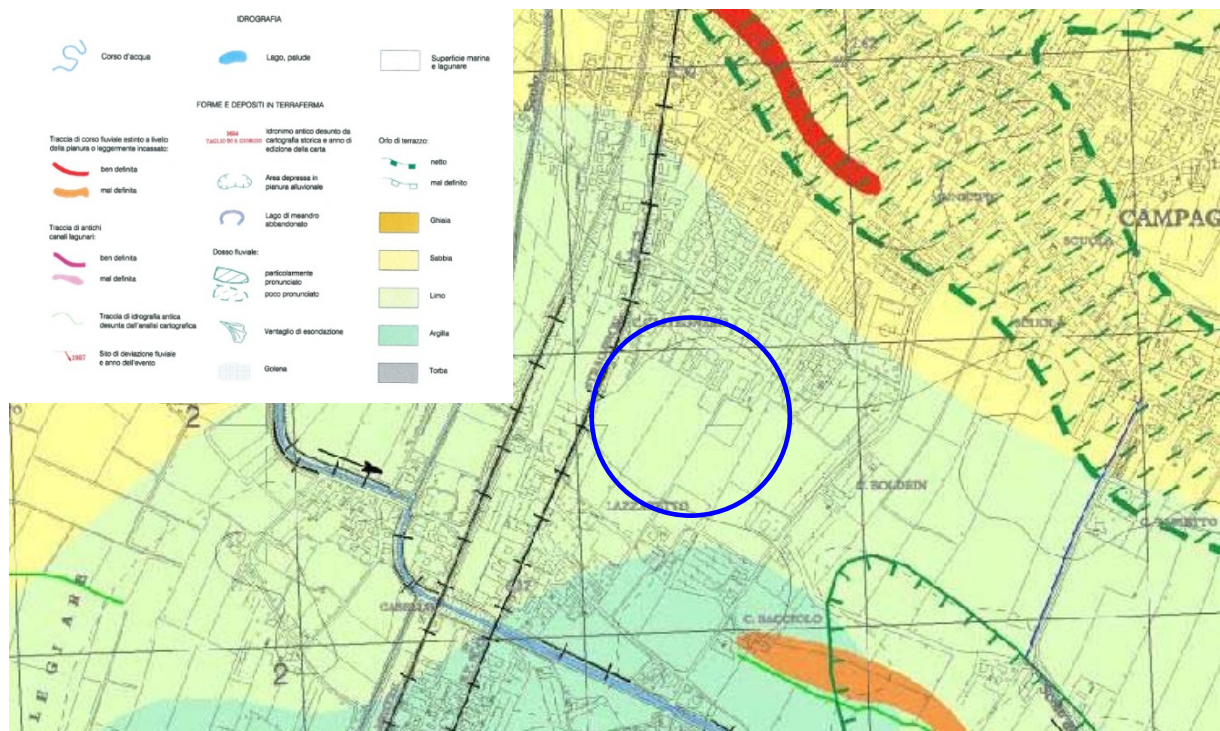 IDROGRAFIA
Corso d'acqua
Lago, palude
Superficie marina
e lagunare
FORME E DEPOSITI IN TERRAFERMA
Traccia di corso fluviale estinto a livello
della pianura o leggermente incassato:
ben definita
mal definita
Traccia di antichi
canali lagunari:
ben definita
mal definita
Traccia di idrografia antica
desunta dall'analisi cartografica
Sito di deviazione fluviale
e anno dell'evento
1907
Idronimo antico desunto da
cartografia storica e anno di
edizione della carta
Area depressa in
pianura alluvionale
Lago di meandro
abbandonato
Dosso fluviale:
particolarmente
pronunciato
poco pronunciato
Ventaglio di esondazione
Golena
Orlo di terrazzo:
netto
mal definito
Ghiaia
Sabbia
Limo
Argilla
Torba
CAMPAG
SCUOLA
SCUOLA
C. BOLDRIN
LAZZARETTO
C. BACCIOLO
CASELLO
2
2